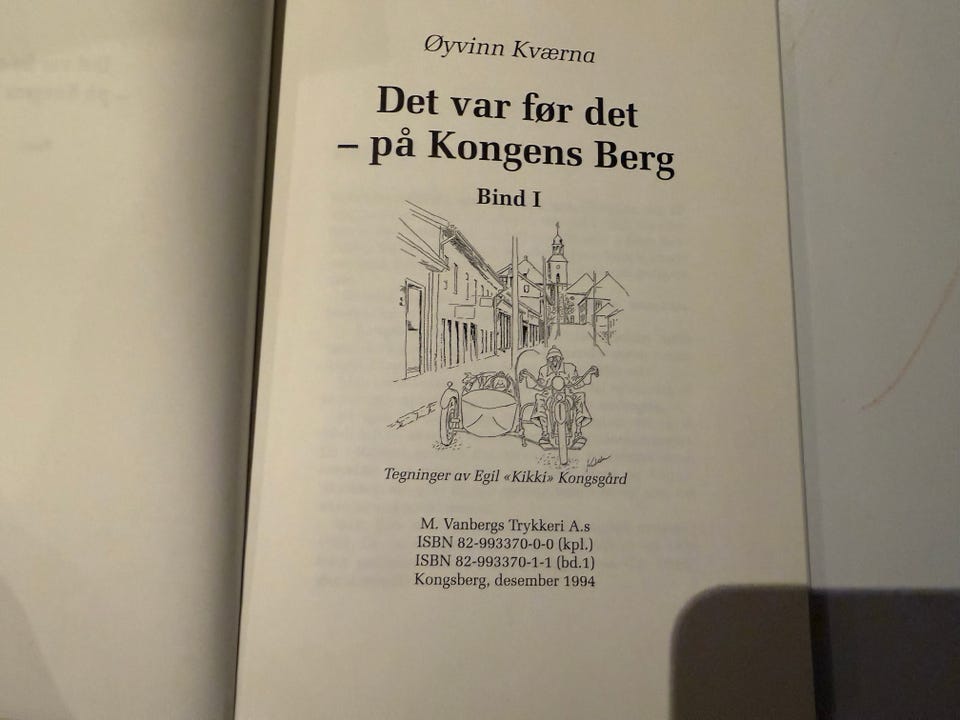 Øyvinn Kværna
Det var før det
– på Kongens Berg
Bind I
Tegninger av Egil «Kikki» Kongsgård
M. Vanbergs Trykkeri A.s
ISBN 82-993370-0-0 (kpl.)
ISBN 82-993370-1-1 (bd.1)
Kongsberg, desember 1994